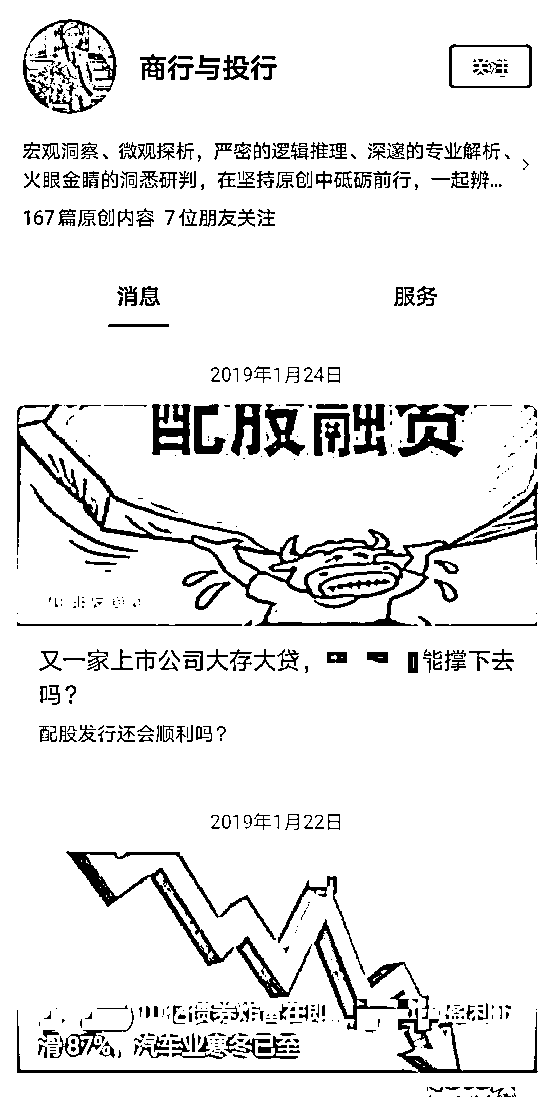 商行与投行
关注
宏观洞察、微观探析，严密的逻辑推理、深邃的专业解析、
火眼金睛的洞悉研判，在坚持原创中砥砺前行，一起辨...
167篇原创内容 7位朋友关注
消息 服务
2019年1月24日
配股融资
又一家上市公司大存大贷，能撑下去
吗？
配股发行还会顺利吗？
2019年1月22日
亿债券炸雷在即
滑87%，汽车业寒冬已至